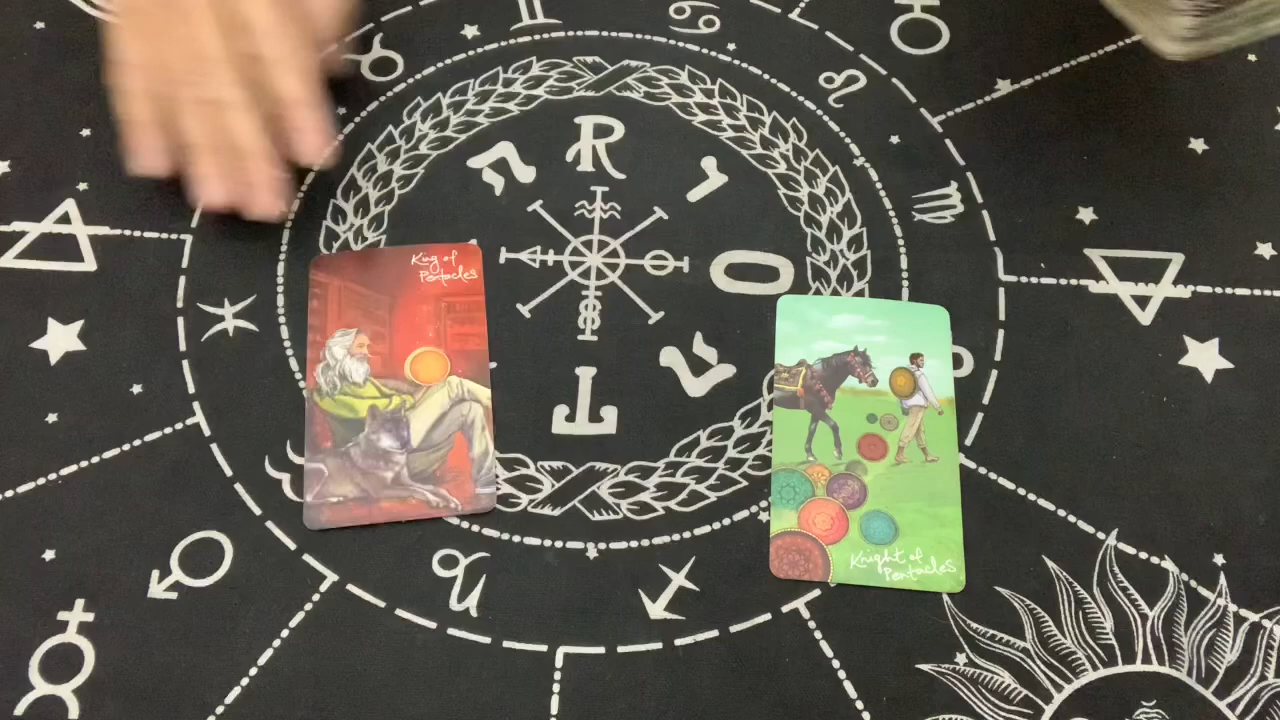 R
O
T
King of
Pentacles
Knight of
Pentacles